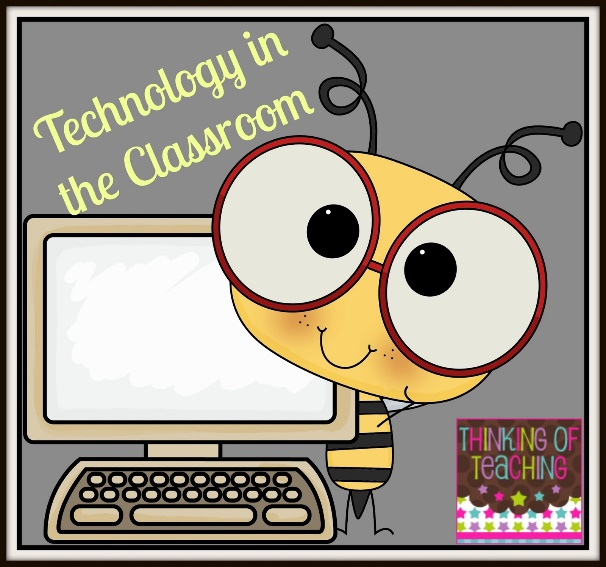 Technology in
the Classroom
THINKING OF
TEACHING